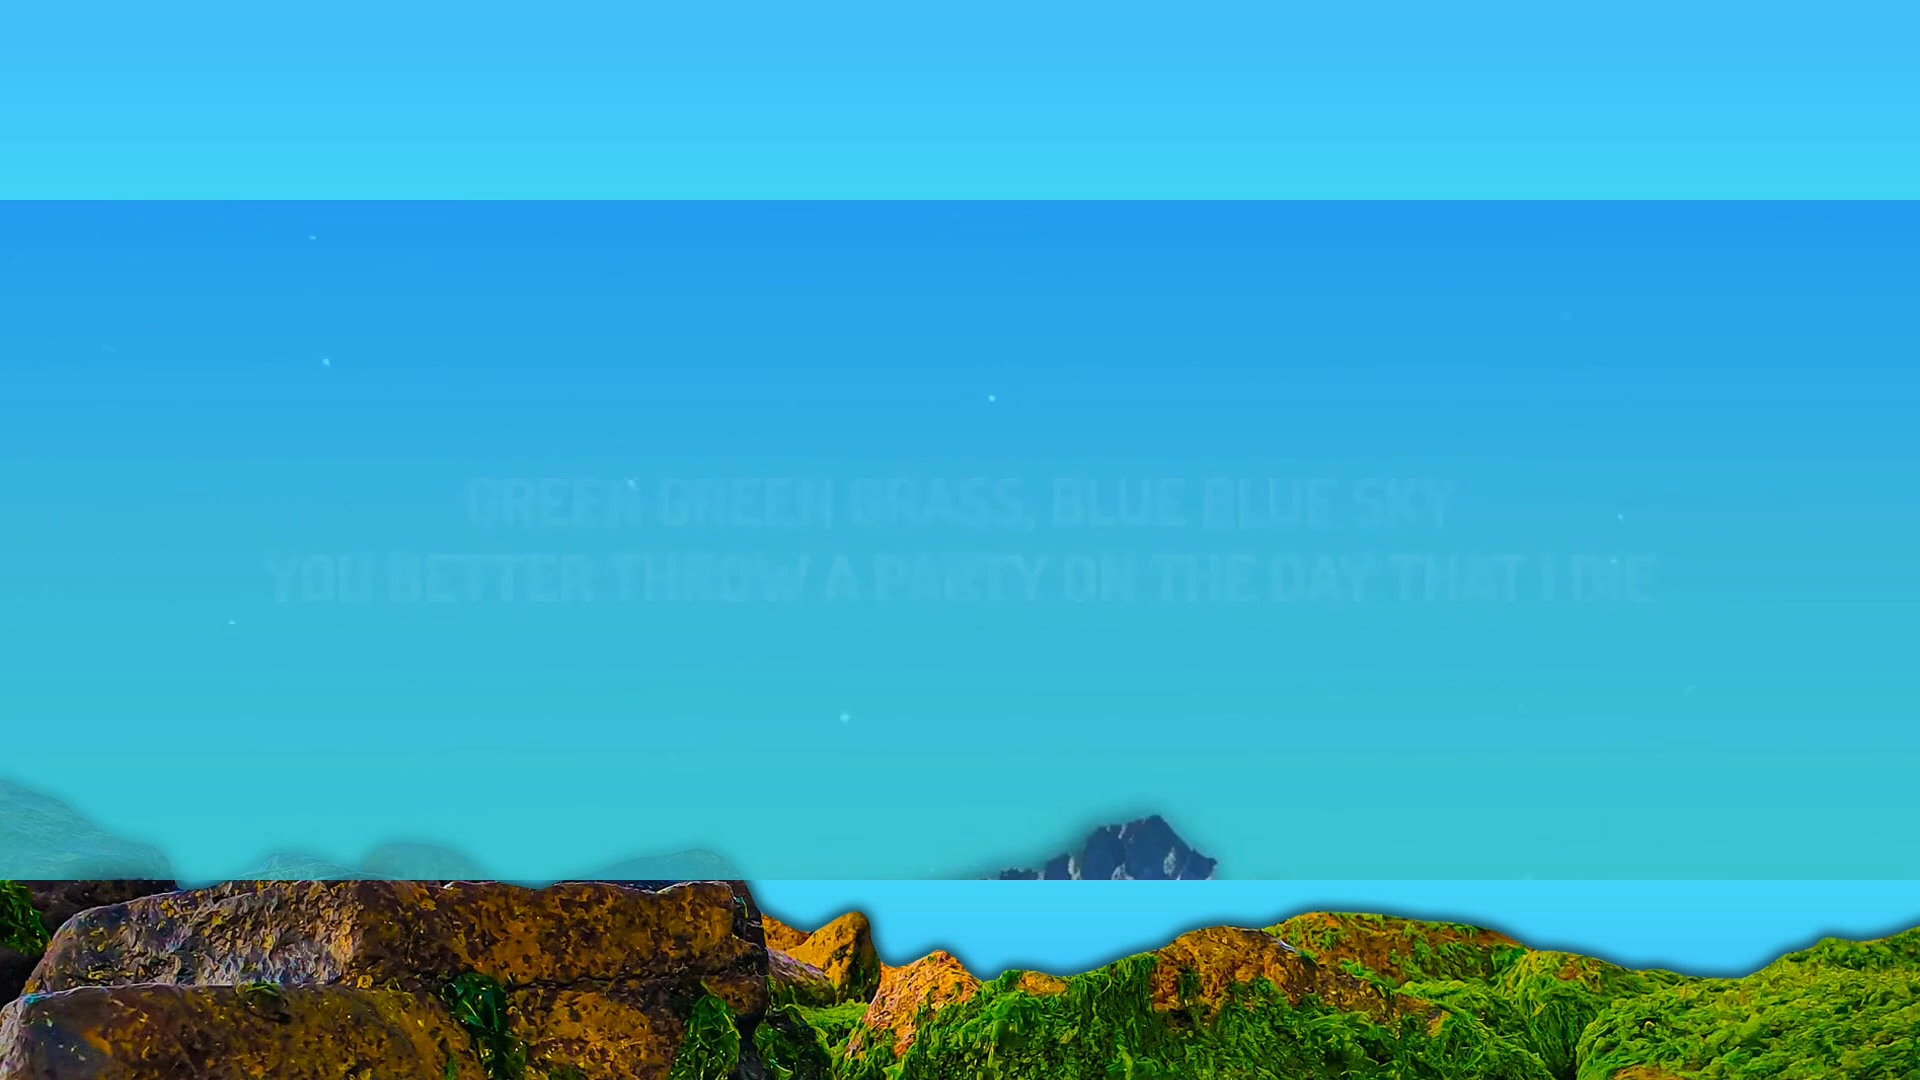 GREEN GREEN GRASS, BLUE BLUE SKY
YOU BETTER THROW A PARTY ON THE DAY THAT I DIE